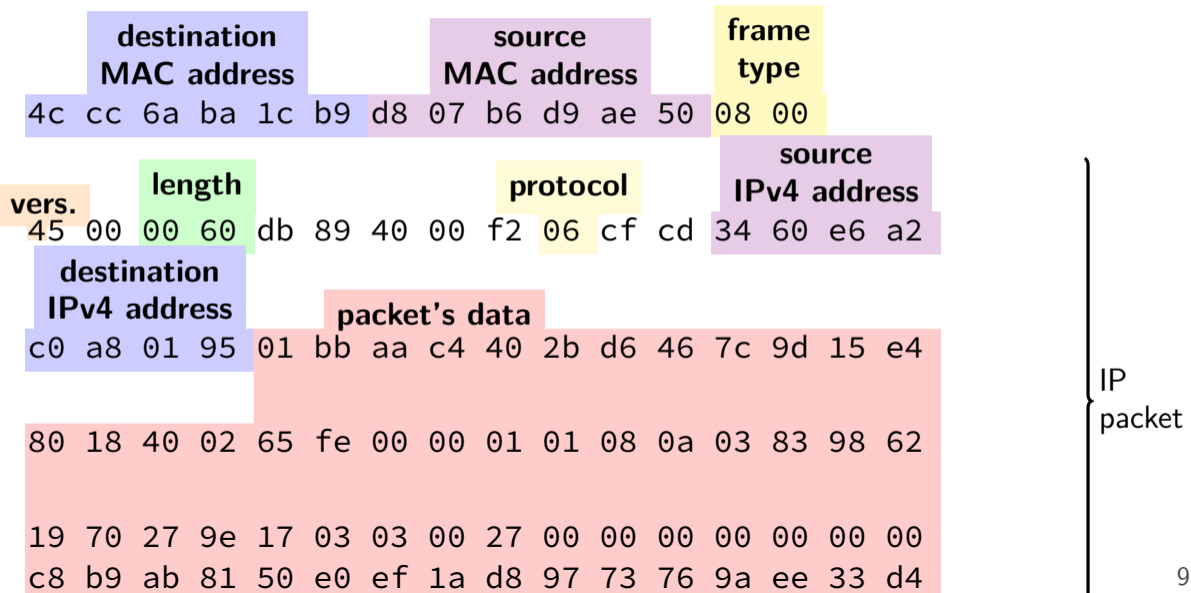 destination
MAC address
source
MAC address
frame
type
4c cc 6a ba 1c b9 d8 07 b6 d9 ae 50 08 00
vers.
length
protocol
source
IPv4 address
45 00 00 60 db 89 40 00 f2 06 cf cd 34 60 e6 a2
destination
IPv4 address
packet's data
c0 a8 01 95 01 bb aa c4 40 2b d6 46 7c 9d 15 e4
IP
packet
80 18 40 02 65 fe 00 00 01 01 08 0a 03 83 98 62
19 70 27 9e 17 03 03 00 27 00 00 00 00 00 00 00
c8 b9 ab 81 50 e0 ef 1a d8 97 73 76 9a ee 33 d4
9